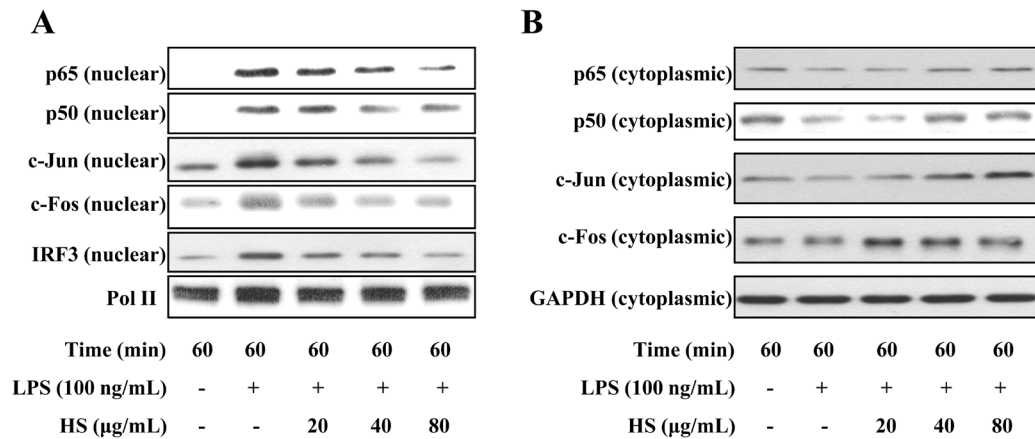 A
p65 (nuclear)
p50 (nuclear)
c-Jun (nuclear)
c-Fos (nuclear)
IRF3 (nuclear)
Pol II
Time (min) 60 60 60 60 60
LPS (100 ng/mL) - + + + +
HS (µg/mL) - - 20 40 80
B
p65 (cytoplasmic)
p50 (cytoplasmic)
c-Jun (cytoplasmic)
c-Fos (cytoplasmic)
GAPDH (cytoplasmic)
Time (min) 60 60 60 60 60
LPS (100 ng/mL) - + + + +
HS (µg/mL) - - 20 40 80